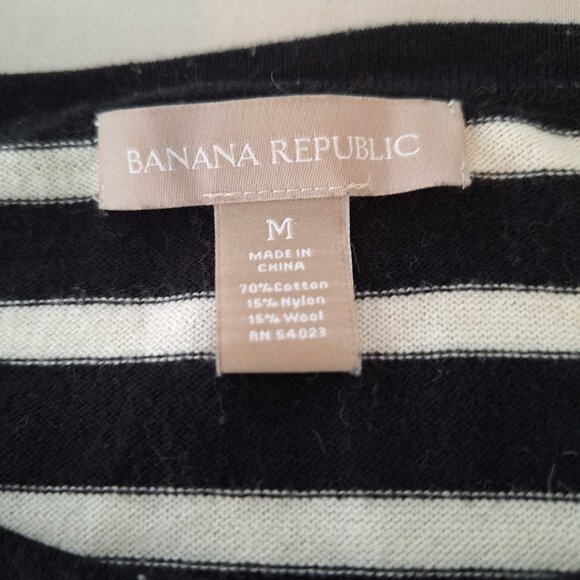 BANANA REPUBLIC
M
MADE IN
CHINA
70% Cotton
15% Nylon
15% Wool
RN 54023